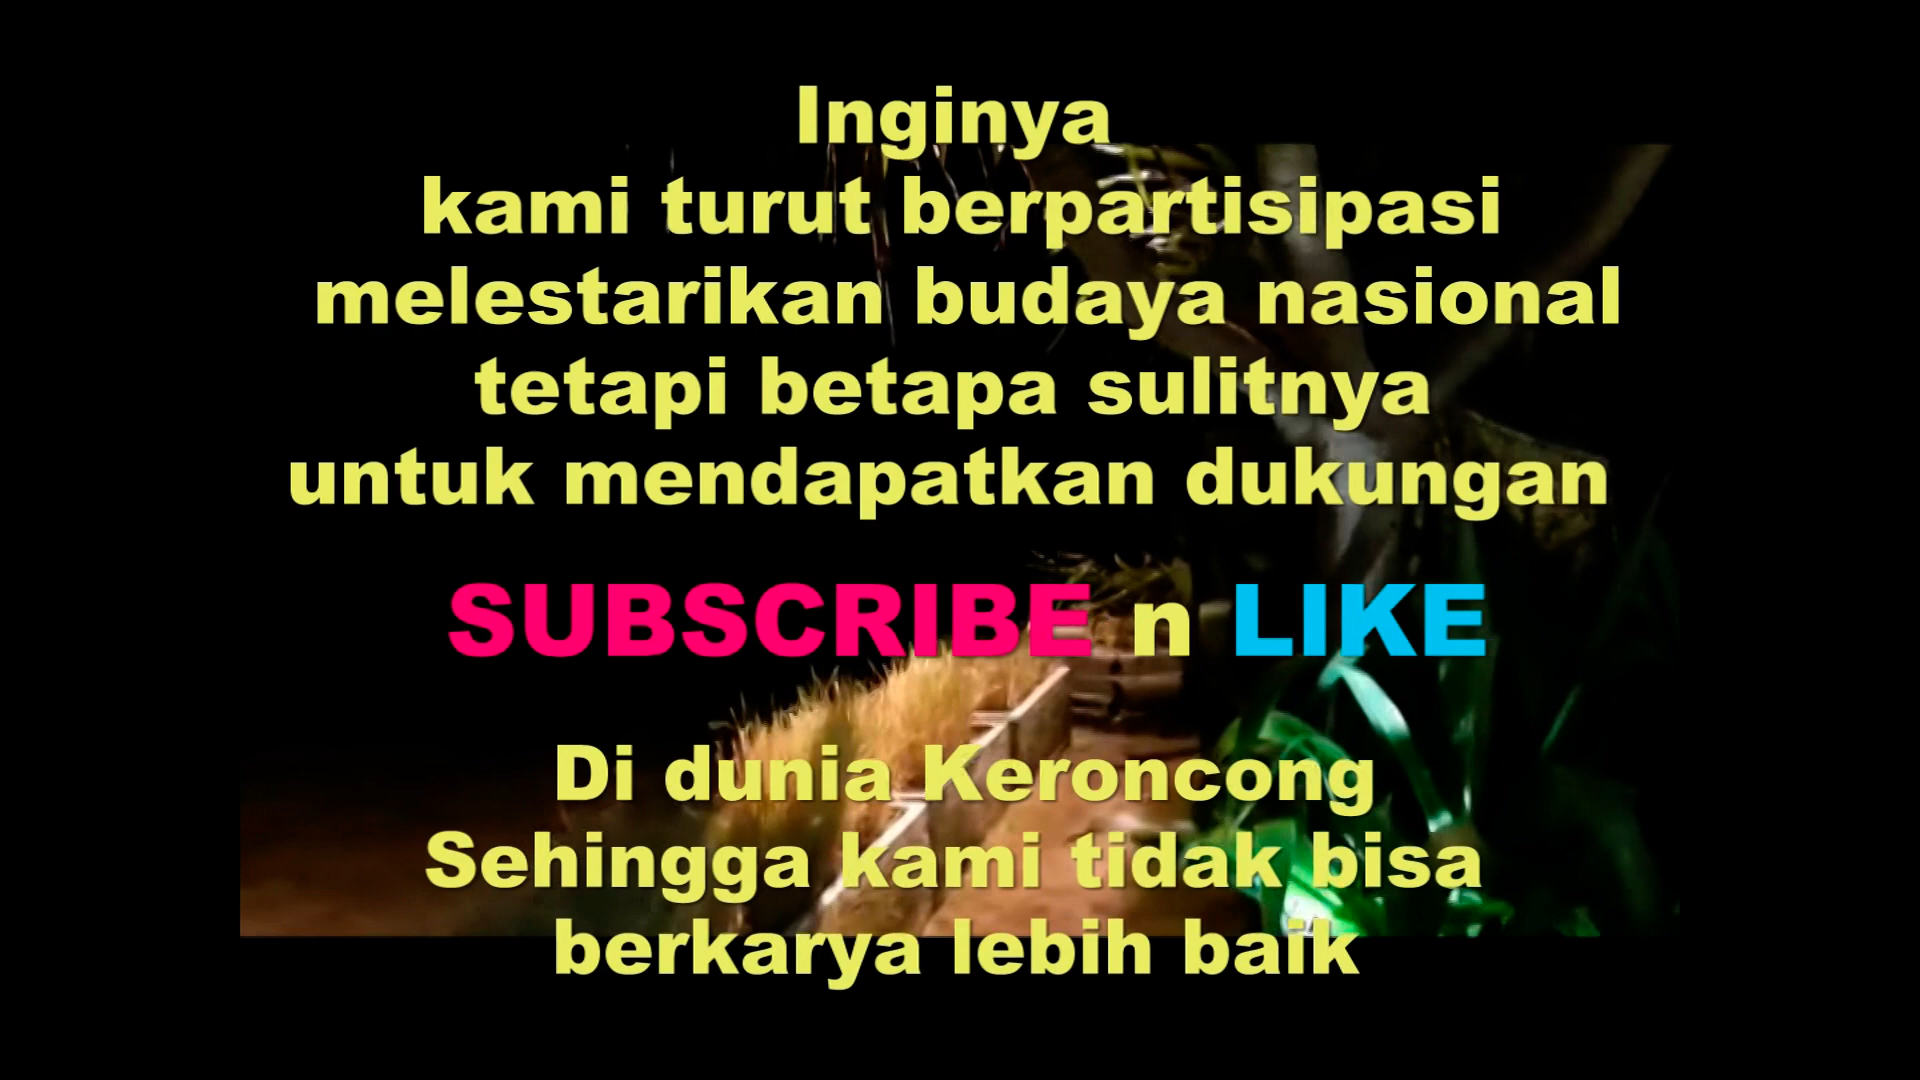 Inginya
kami turut berpartisipasi
melestarikan budaya nasional
tetapi betapa sulitnya
untuk mendapatkan dukungan
SUBSCRIBE n LIKE
Di dunia Keroncong
Sehingga kami tidak bisa
berkarya lebih baik